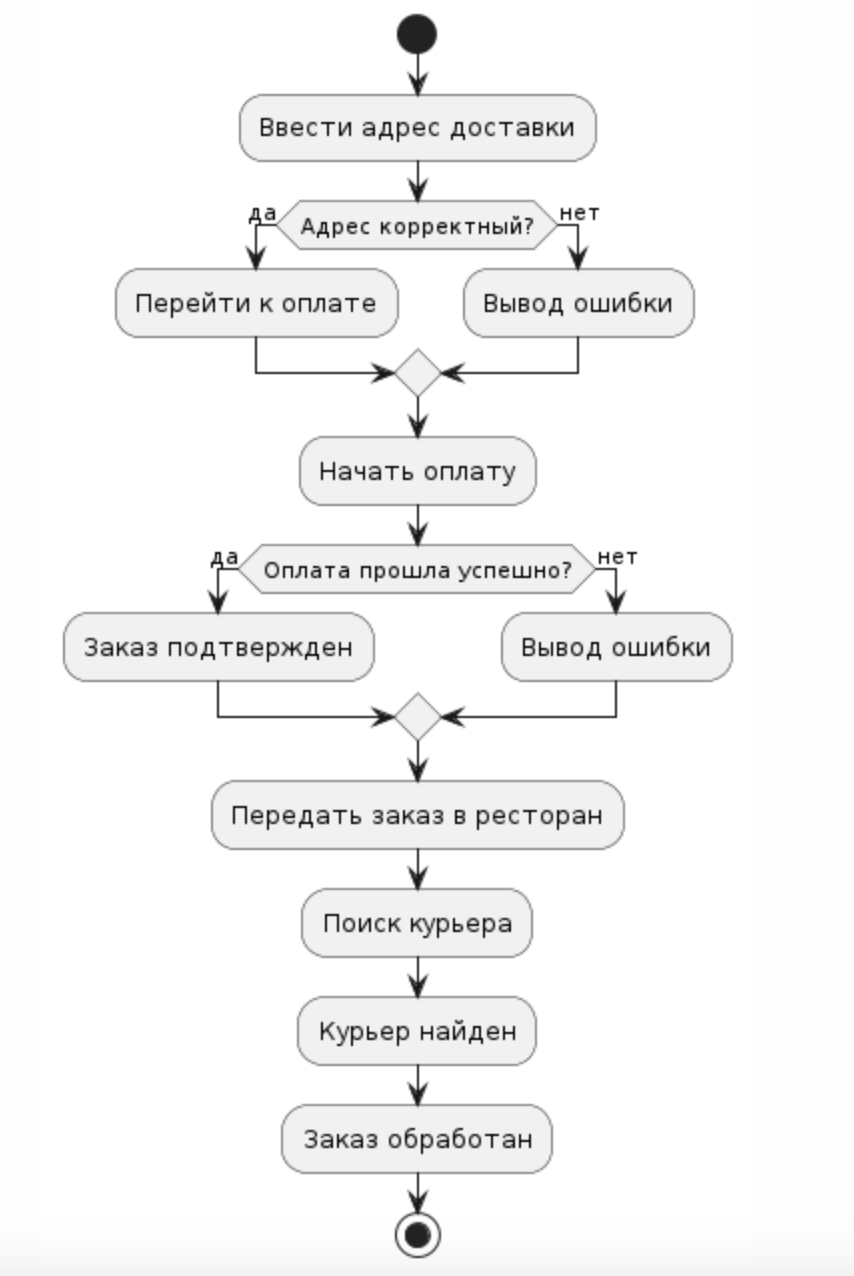 Ввести адрес доставки
да
Адрес корректный?
нет
Перейти к оплате
Вывод ошибки
Начать оплату
да
Оплата прошла успешно?
нет
Заказ подтвержден
Вывод ошибки
Передать заказ в ресторан
Поиск курьера
Курьер найден
Заказ обработан